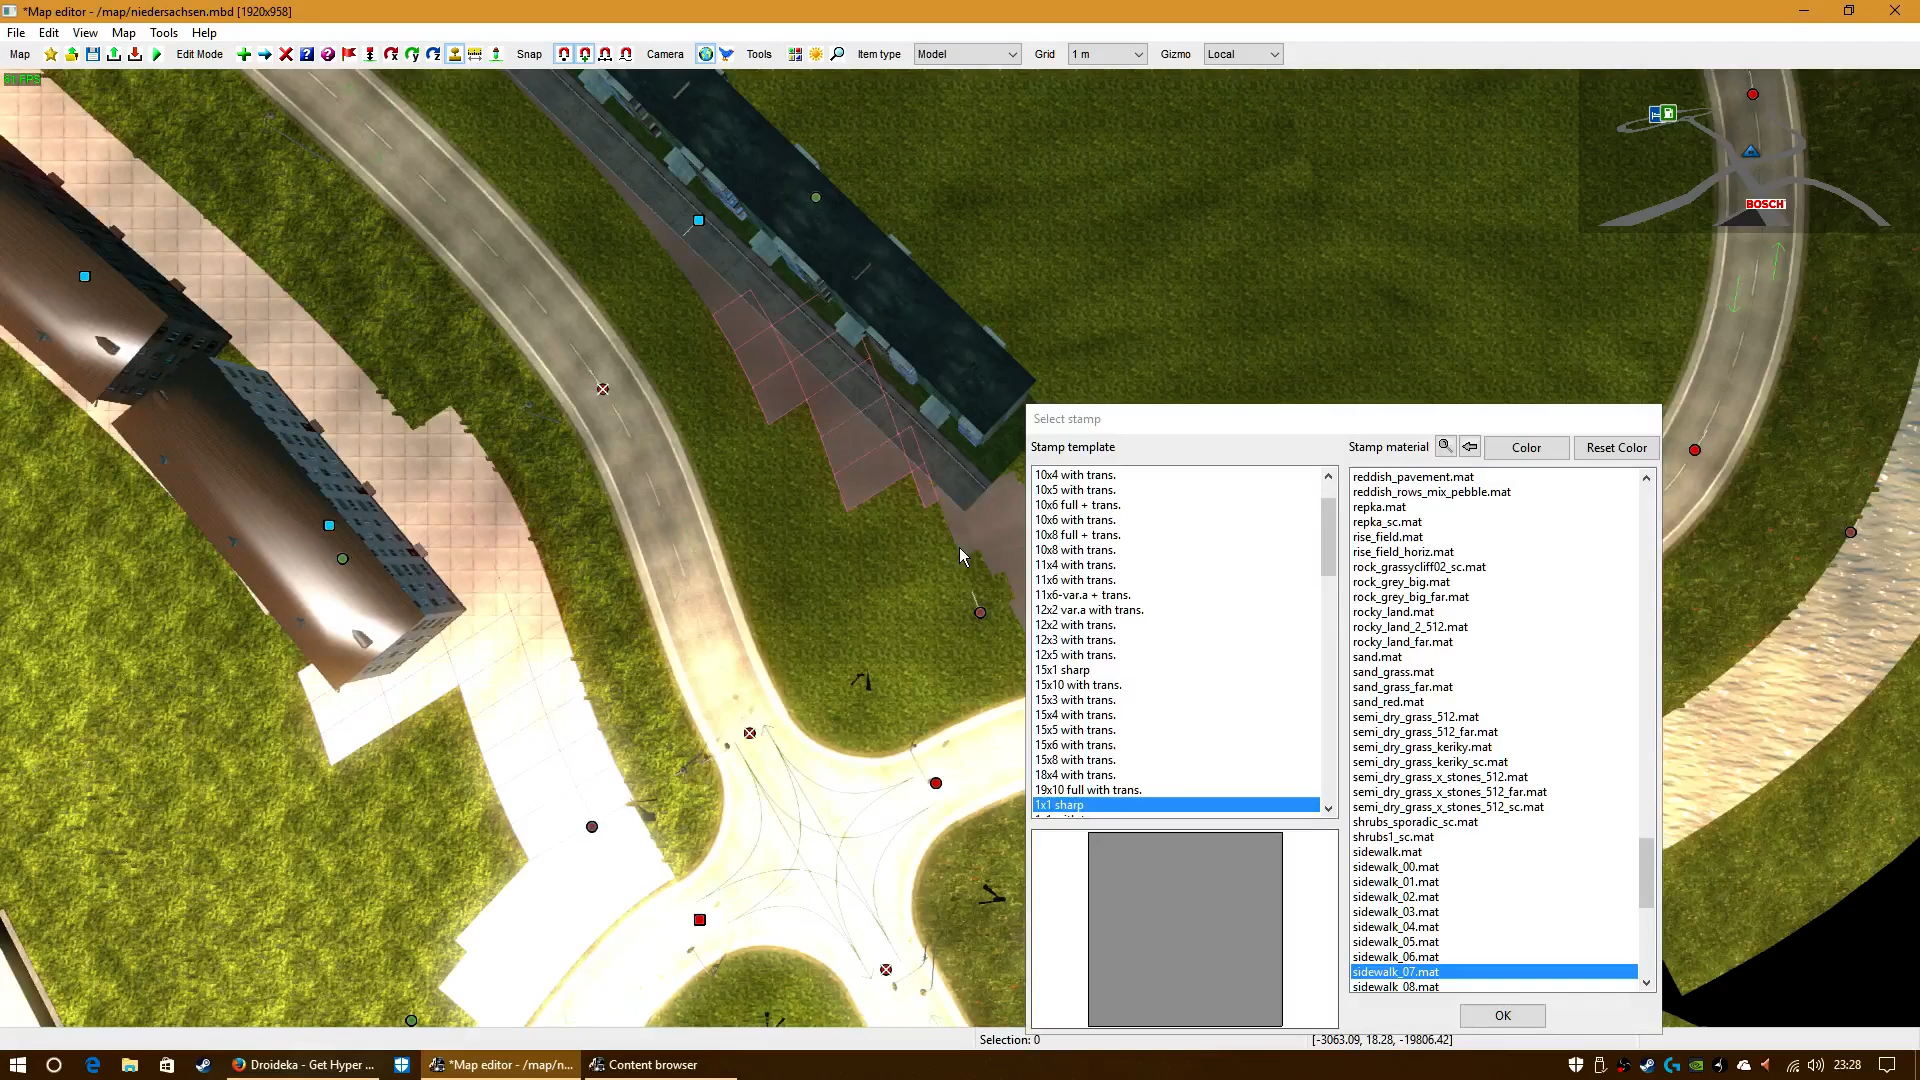 *Map editor - /map/niedersachsen.mbd [1920x958]
File Edit View Map Tools Help
Map Edit Mode Snap Camera Tools Item type Model Grid 1 m Gizmo Local
BOSCH
Select stamp
Stamp template
10x4 with trans.
10x5 with trans.
10x6 full + trans.
10x6 with trans.
10x8 full + trans.
10x8 with trans.
11x4 with trans.
11x6 with trans.
11x6-var.a + trans.
12x2 var.a with trans.
12x2 with trans.
12x3 with trans.
12x5 with trans.
15x1 sharp
15x10 with trans.
15x3 with trans.
15x4 with trans.
15x5 with trans.
15x6 with trans.
15x8 with trans.
18x4 with trans.
19x10 full with trans.
1x1 sharp
Stamp material Color Reset Color
reddish_pavement.mat
reddish_rows_mix_pebble.mat
repka.mat
repka_sc.mat
rise_field.mat
rise_field_horiz.mat
rock_grassycliff02_sc.mat
rock_grey_big.mat
rock_grey_big_far.mat
rocky_land.mat
rocky_land_2_512.mat
rocky_land_far.mat
sand.mat
sand_grass.mat
sand_grass_far.mat
sand_red.mat
semi_dry_grass_512.mat
semi_dry_grass_512_far.mat
semi_dry_grass_keriky.mat
semi_dry_grass_keriky_sc.mat
semi_dry_grass_x_stones_512.mat
semi_dry_grass_x_stones_512_far.mat
semi_dry_grass_x_stones_512_sc.mat
shrubs_sporadic_sc.mat
shrubs1_sc.mat
sidewalk.mat
sidewalk_00.mat
sidewalk_01.mat
sidewalk_02.mat
sidewalk_03.mat
sidewalk_04.mat
sidewalk_05.mat
sidewalk_06.mat
sidewalk_07.mat
sidewalk_08.mat
OK
Selection: 0 [-3063.09, 18.28, -19806.42]
Droideka - Get Hyper ... *Map editor - /map/n... Content browser 23:28